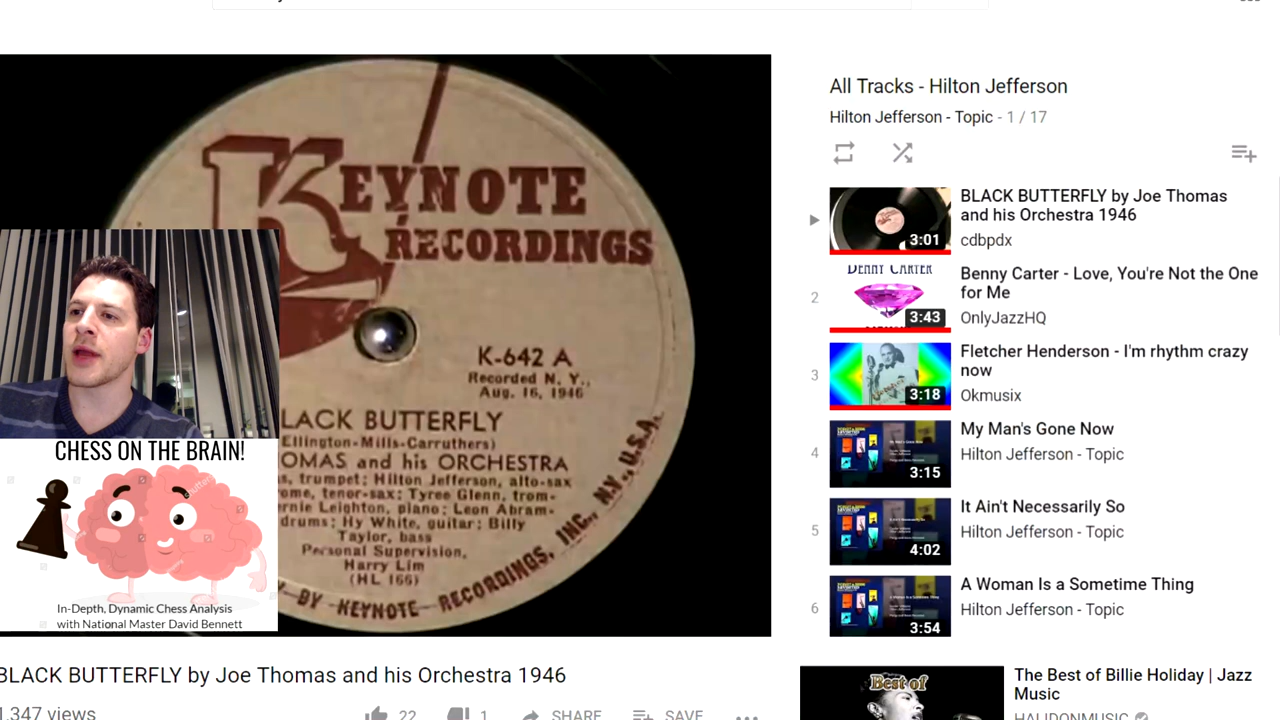 KEYNOTE
RECORDINGS
K-642 A
Recorded N. Y.,
Aug. 16, 1946
LACK BUTTERFLY
Ellington-Mills-Carruthers)
OMAS and his ORCHESTRA
s, trumpet; Hilton Jefferson, alto-sax
ome, tenor-sax; Tyree Glenn, trom-
ernie Leighton, piano; Leon Abram-
drums; Hy White, guitar; Billy
Taylor, bass
Personal Supervision,
Harry Lim
(HL 166)
Y BY KEYNOTE RECORDINGS, INC., N.Y., U.S.A.
CHESS ON THE BRAIN!
In-Depth, Dynamic Chess Analysis
with National Master David Bennett
BLACK BUTTERFLY by Joe Thomas and his Orchestra 1946
1,347 views
22
1
SHARE
SAVE
All Tracks - Hilton Jefferson
Hilton Jefferson - Topic - 1 / 17
3:01
BLACK BUTTERFLY by Joe Thomas
and his Orchestra 1946
cdbpdx
2
BENNY CARTER
3:43
Benny Carter - Love, You're Not the One
for Me
OnlyJazzHQ
3
3:18
Fletcher Henderson - I'm rhythm crazy
now
Okmusix
4
3:15
My Man's Gone Now
Hilton Jefferson - Topic
5
4:02
It Ain't Necessarily So
Hilton Jefferson - Topic
6
3:54
A Woman Is a Sometime Thing
Hilton Jefferson - Topic
Best of
The Best of Billie Holiday | Jazz
Music
HALIDONMUSIC